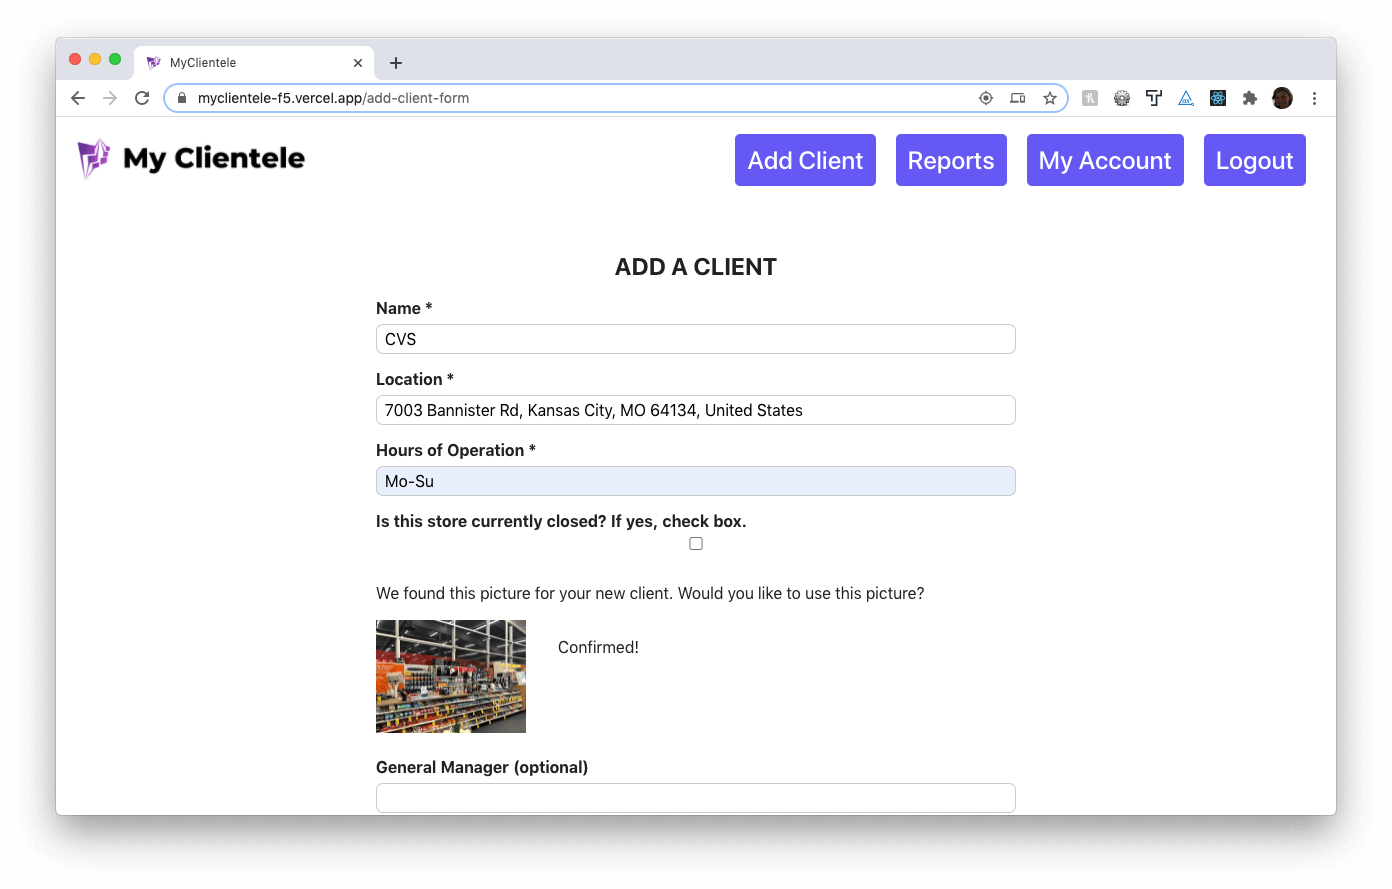 MyClientele
myclientele-f5.vercel.app/add-client-form
My Clientele
Add Client
Reports
My Account
Logout
ADD A CLIENT
Name *
CVS
Location *
7003 Bannister Rd, Kansas City, MO 64134, United States
Hours of Operation *
Mo-Su
Is this store currently closed? If yes, check box.
We found this picture for your new client. Would you like to use this picture?
Confirmed!
General Manager (optional)